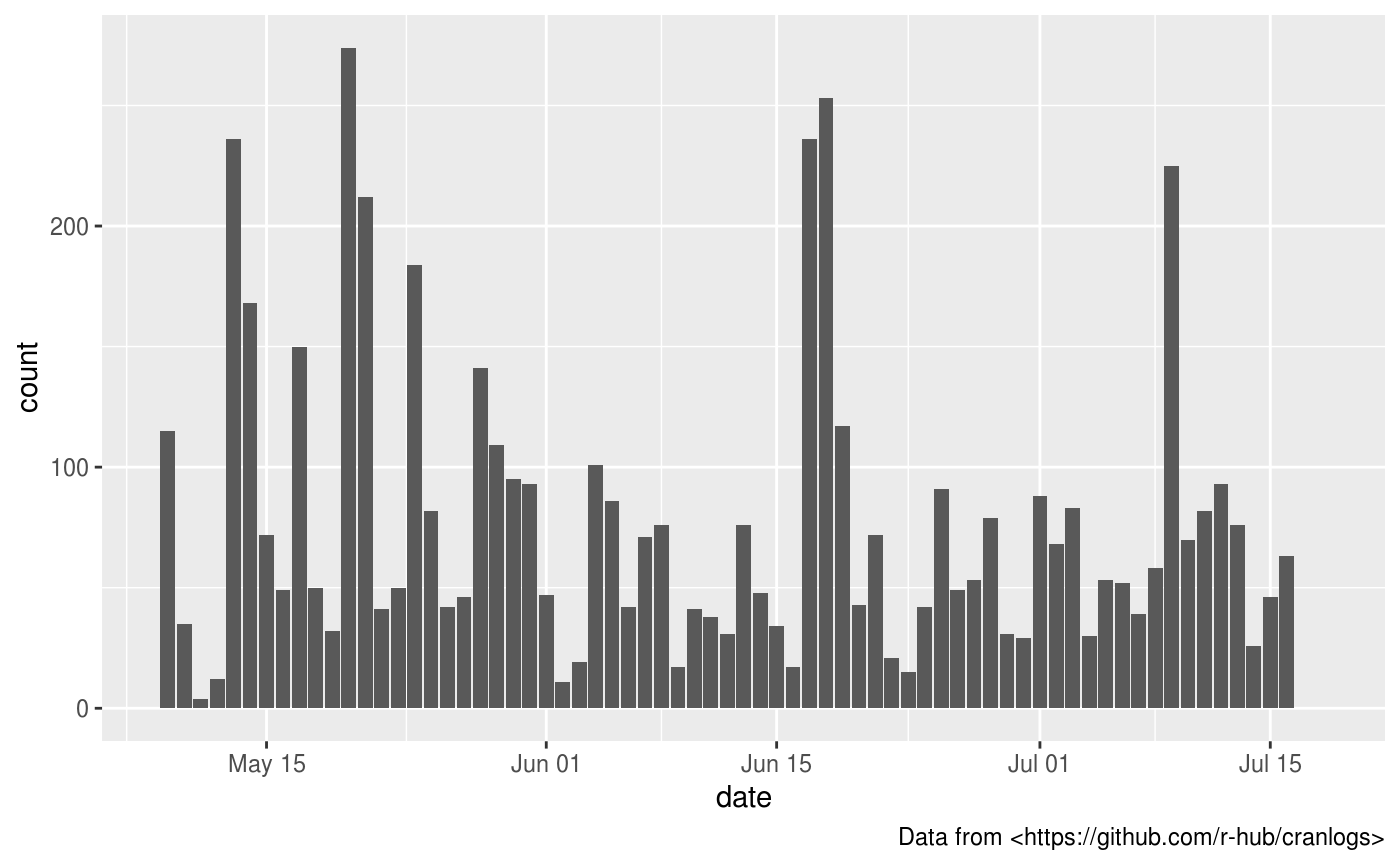 200
100
0
count
May 15
Jun 01
Jun 15
Jul 01
Jul 15
date
Data from <https://github.com/r-hub/cranlogs>